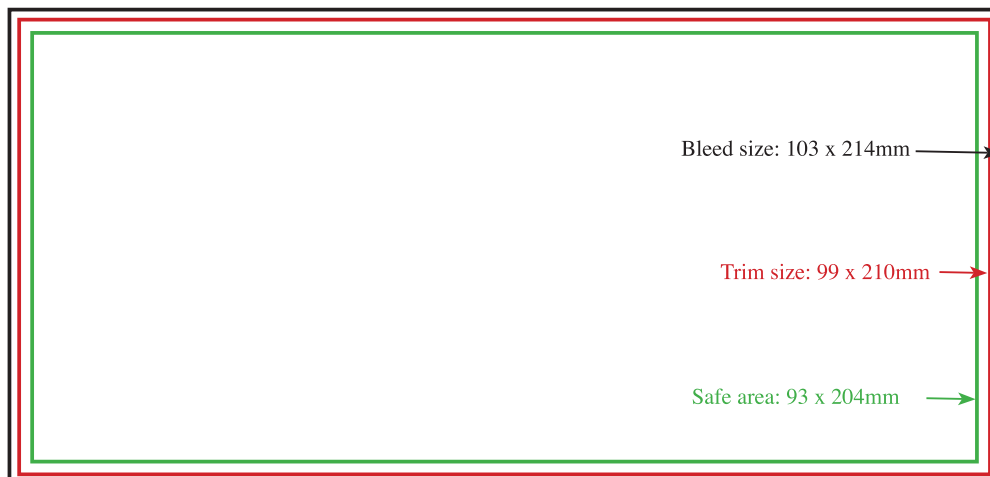 Bleed size: 103 x 214mm
Trim size: 99 x 210mm
Safe area: 93 x 204mm